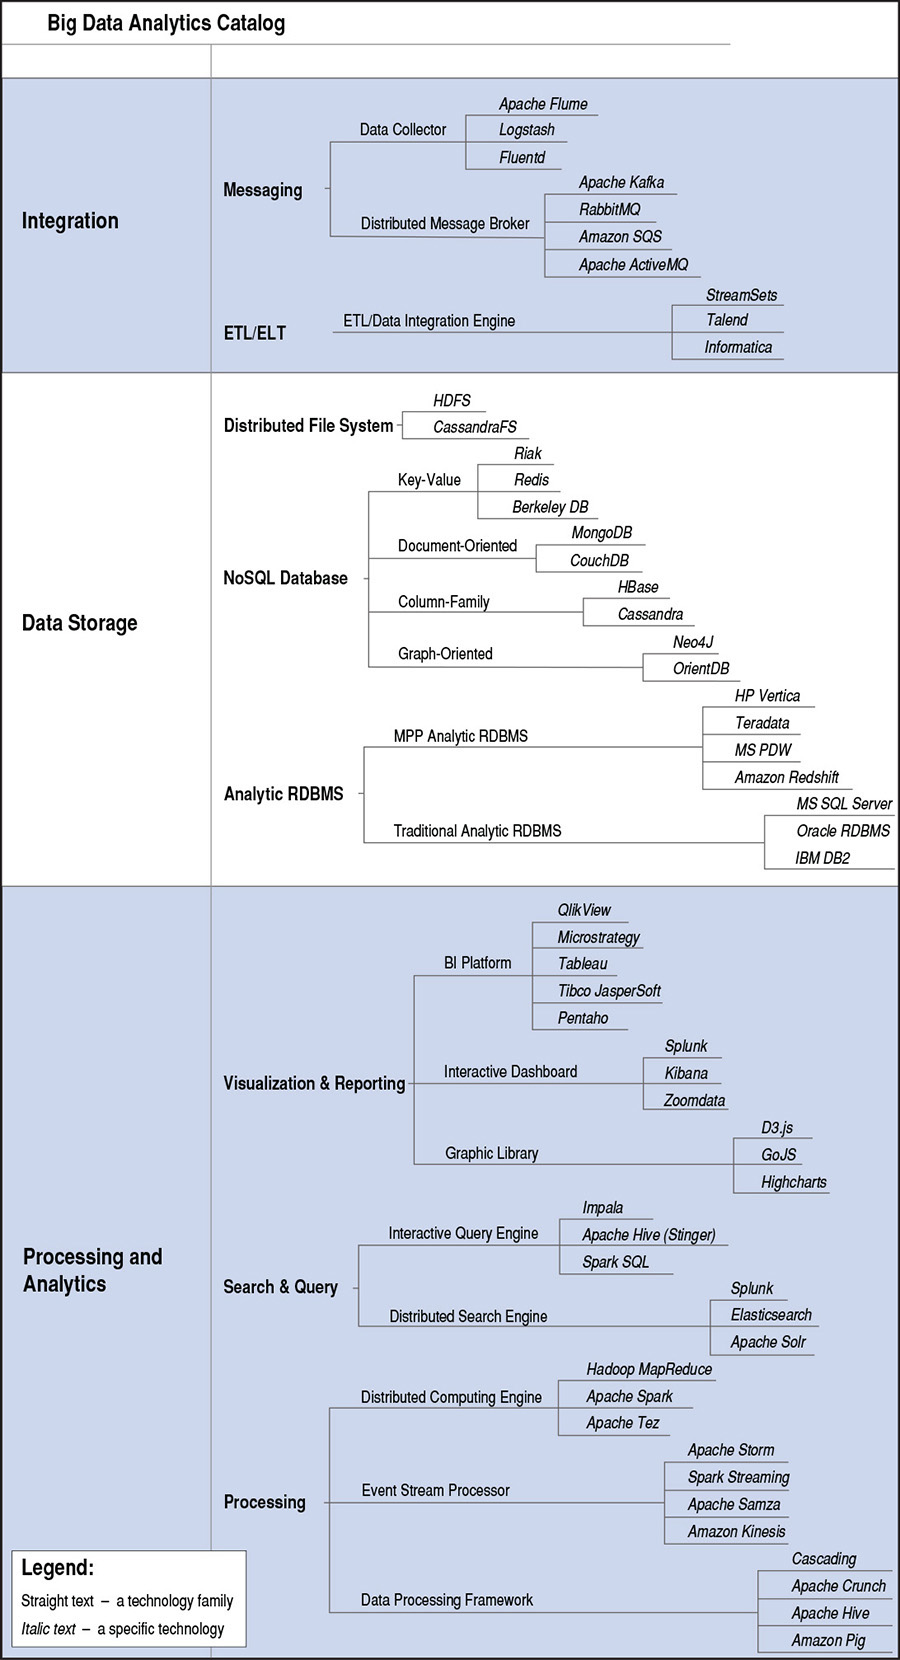 Big Data Analytics Catalog
Integration
Messaging
Data Collector
Apache Flume
Logstash
Fluentd
Distributed Message Broker
Apache Kafka
RabbitMQ
Amazon SQS
Apache ActiveMQ
ETL/ELT
ETL/Data Integration Engine
StreamSets
Talend
Informatica
Data Storage
Distributed File System
HDFS
CassandraFS
NoSQL Database
Key-Value
Riak
Redis
Berkeley DB
Document-Oriented
MongoDB
CouchDB
Column-Family
HBase
Cassandra
Graph-Oriented
Neo4J
OrientDB
Analytic RDBMS
MPP Analytic RDBMS
HP Vertica
Teradata
MS PDW
Amazon Redshift
Traditional Analytic RDBMS
MS SQL Server
Oracle RDBMS
IBM DB2
Processing and
Analytics
Visualization & Reporting
BI Platform
QlikView
Microstrategy
Tableau
Tibco JasperSoft
Pentaho
Interactive Dashboard
Splunk
Kibana
Zoomdata
Graphic Library
D3.js
GoJS
Highcharts
Search & Query
Interactive Query Engine
Impala
Apache Hive (Stinger)
Spark SQL
Distributed Search Engine
Splunk
Elasticsearch
Apache Solr
Processing
Distributed Computing Engine
Hadoop MapReduce
Apache Spark
Apache Tez
Event Stream Processor
Apache Storm
Spark Streaming
Apache Samza
Amazon Kinesis
Data Processing Framework
Cascading
Apache Crunch
Apache Hive
Amazon Pig
Legend:
Straight text – a technology family
Italic text – a specific technology